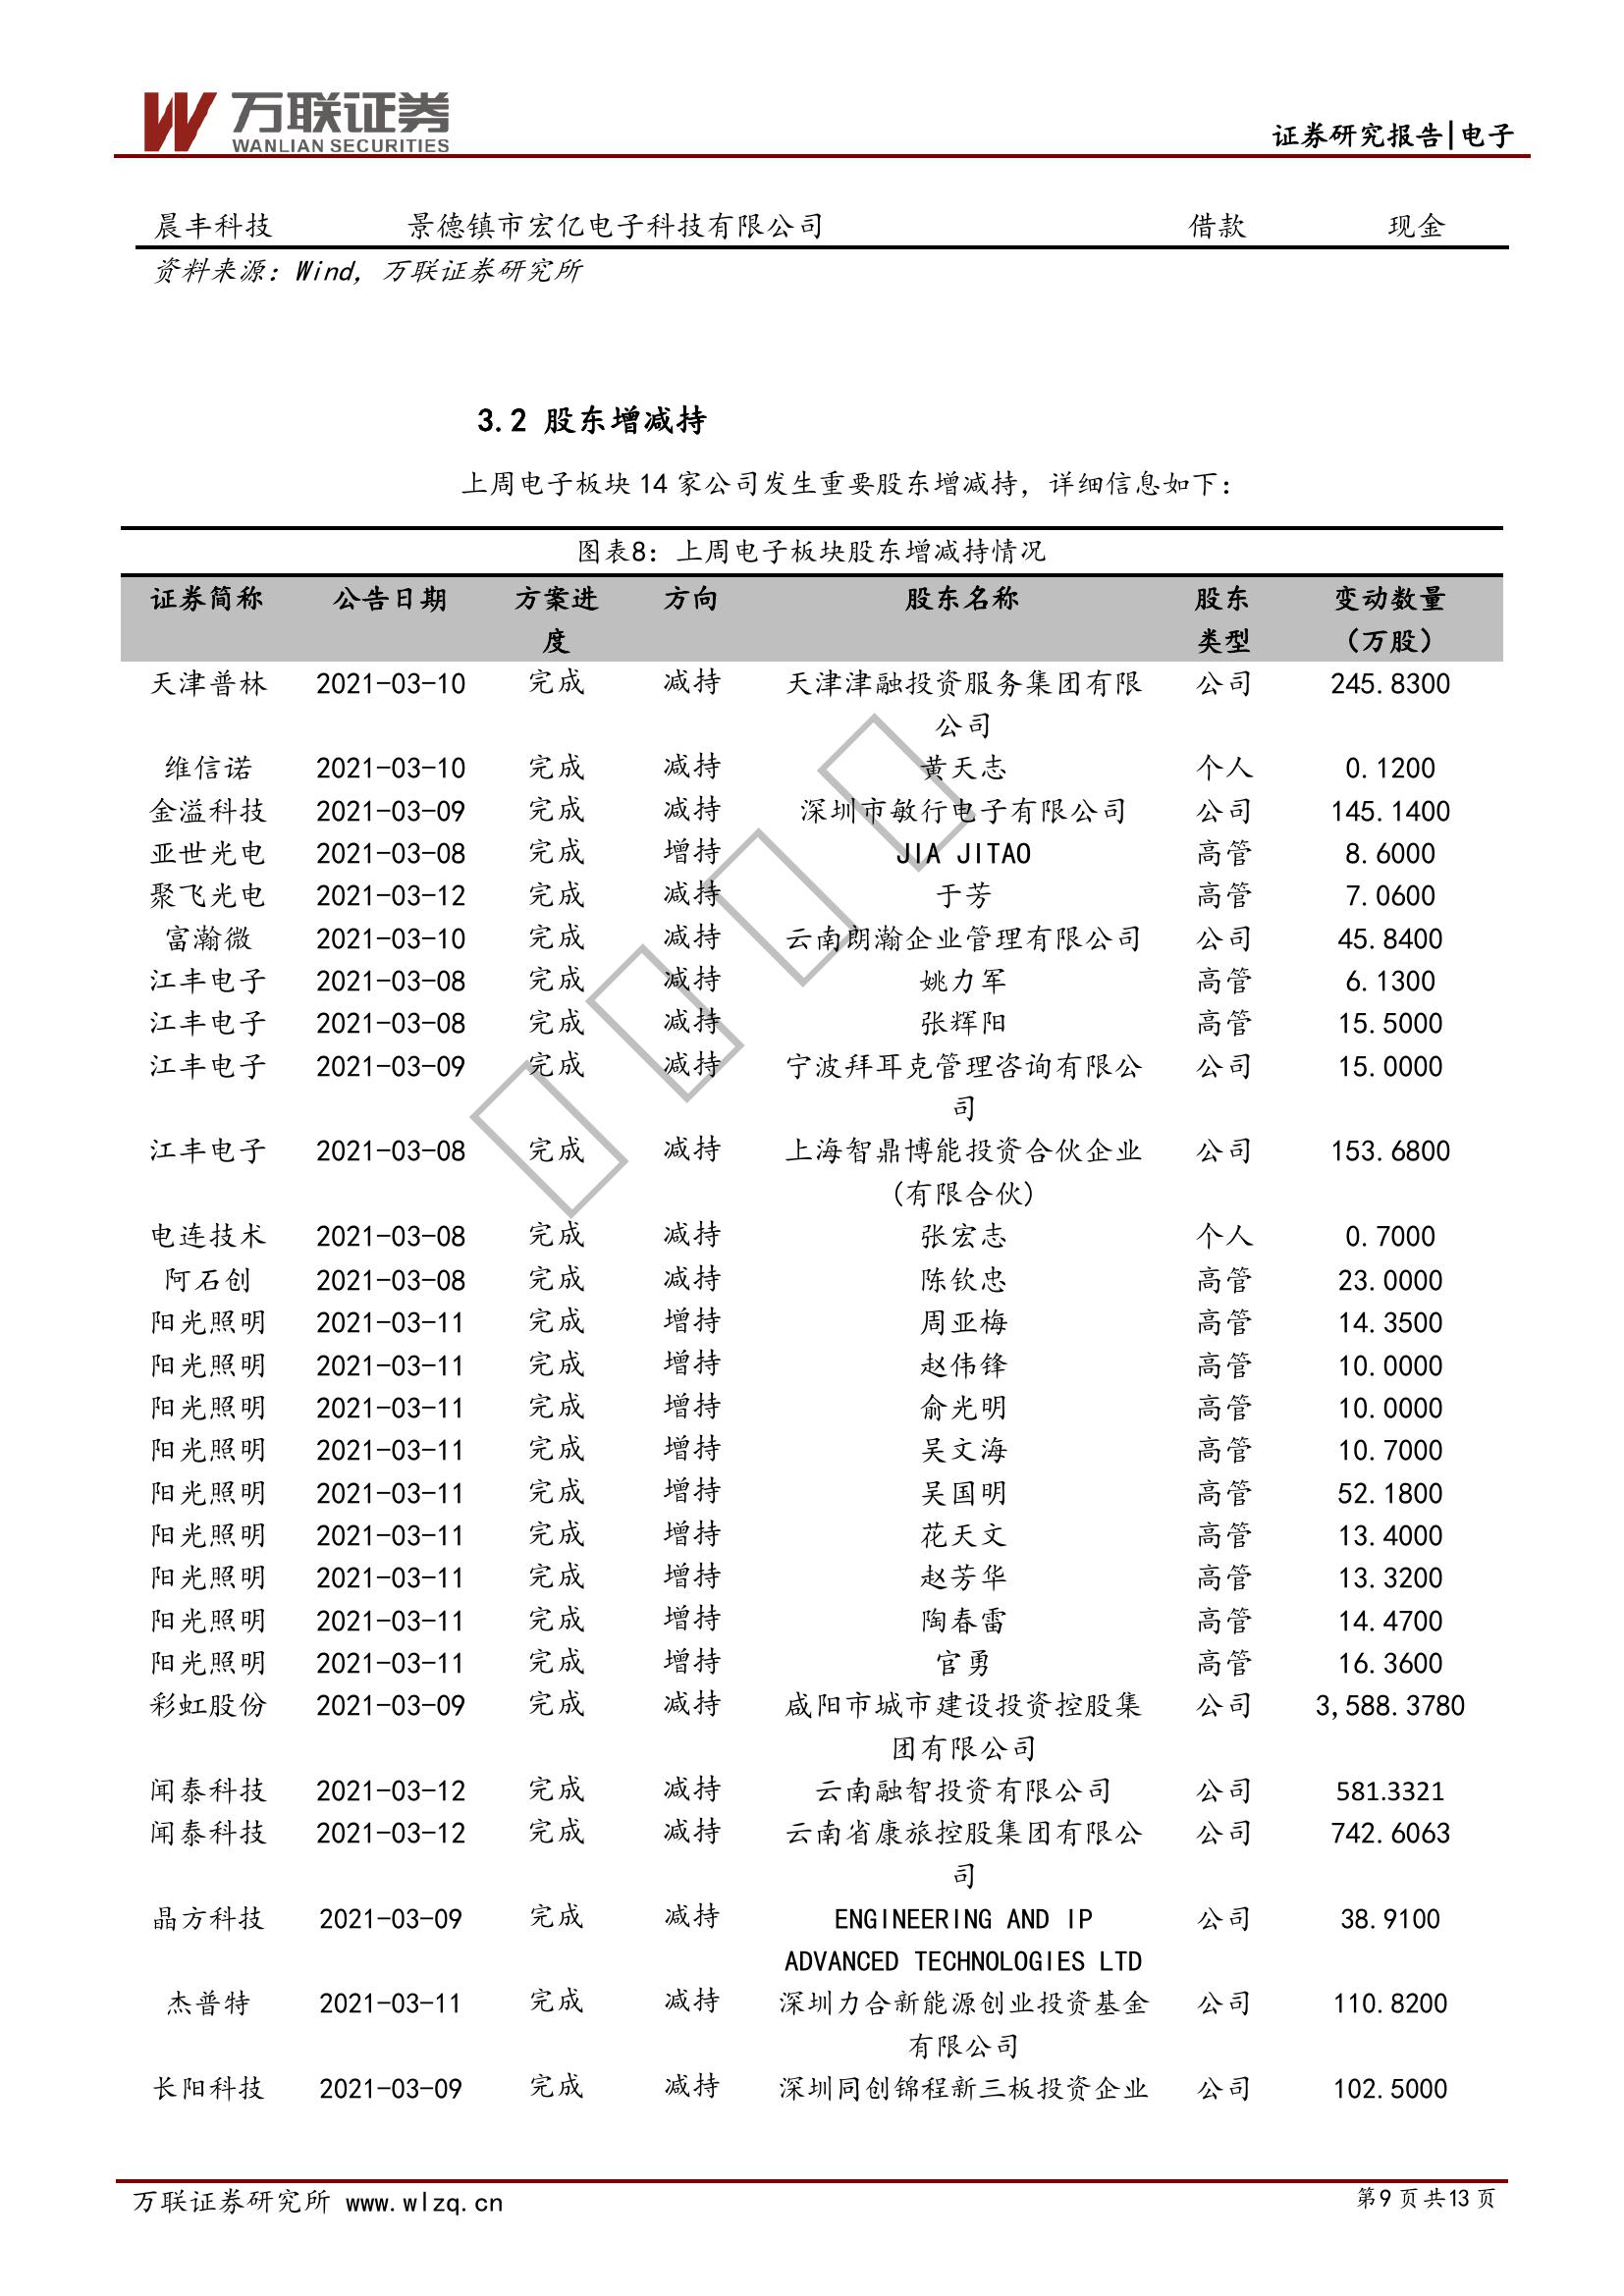 万联证券
WANLIAN SECURITIES
证券研究报告|电子
晨丰科技 景德镇市宏亿电子科技有限公司 借款 现金
资料来源：Wind，万联证券研究所
3.2 股东增减持
上周电子板块 14 家公司发生重要股东增减持，详细信息如下：
图表8：上周电子板块股东增减持情况
证券简称 公告日期 方案进 方向 股东名称 股东 变动数量
度 类型 （万股）
天津普林 2021-03-10 完成 减持 天津津融投资服务集团有限 公司 245.8300
公司
维信诺 2021-03-10 完成 减持 黄天志 个人 0.1200
金溢科技 2021-03-09 完成 减持 深圳市敏行电子有限公司 公司 145.1400
亚世光电 2021-03-08 完成 增持 JIA JITAO 高管 8.6000
聚飞光电 2021-03-12 完成 减持 于芳 高管 7.0600
富瀚微 2021-03-10 完成 减持 云南朗瀚企业管理有限公司 公司 45.8400
江丰电子 2021-03-08 完成 减持 姚力军 高管 6.1300
江丰电子 2021-03-08 完成 减持 张辉阳 高管 15.5000
江丰电子 2021-03-09 完成 减持 宁波拜耳克管理咨询有限公 公司 15.0000
司
江丰电子 2021-03-08 完成 减持 上海智鼎博能投资合伙企业 公司 153.6800
(有限合伙)
电连技术 2021-03-08 完成 减持 张宏志 个人 0.7000
阿石创 2021-03-08 完成 减持 陈钦忠 高管 23.0000
阳光照明 2021-03-11 完成 增持 周亚梅 高管 14.3500
阳光照明 2021-03-11 完成 增持 赵伟锋 高管 10.0000
阳光照明 2021-03-11 完成 增持 俞光明 高管 10.0000
阳光照明 2021-03-11 完成 增持 吴文海 高管 10.7000
阳光照明 2021-03-11 完成 增持 吴国明 高管 52.1800
阳光照明 2021-03-11 完成 增持 花天文 高管 13.4000
阳光照明 2021-03-11 完成 增持 赵芳华 高管 13.3200
阳光照明 2021-03-11 完成 增持 陶春雷 高管 14.4700
阳光照明 2021-03-11 完成 增持 官勇 高管 16.3600
彩虹股份 2021-03-09 完成 减持 咸阳市城市建设投资控股集 公司 3,588.3780
团有限公司
闻泰科技 2021-03-12 完成 减持 云南融智投资有限公司 公司 581.3321
闻泰科技 2021-03-12 完成 减持 云南省康旅控股集团有限公 公司 742.6063
司
晶方科技 2021-03-09 完成 减持 ENGINEERING AND IP 公司 38.9100
ADVANCED TECHNOLOGIES LTD
杰普特 2021-03-11 完成 减持 深圳力合新能源创业投资基金 公司 110.8200
有限公司
长阳科技 2021-03-09 完成 减持 深圳同创锦程新三板投资企业 公司 102.5000
万联证券研究所 www.wlzq.cn 第9页共13页